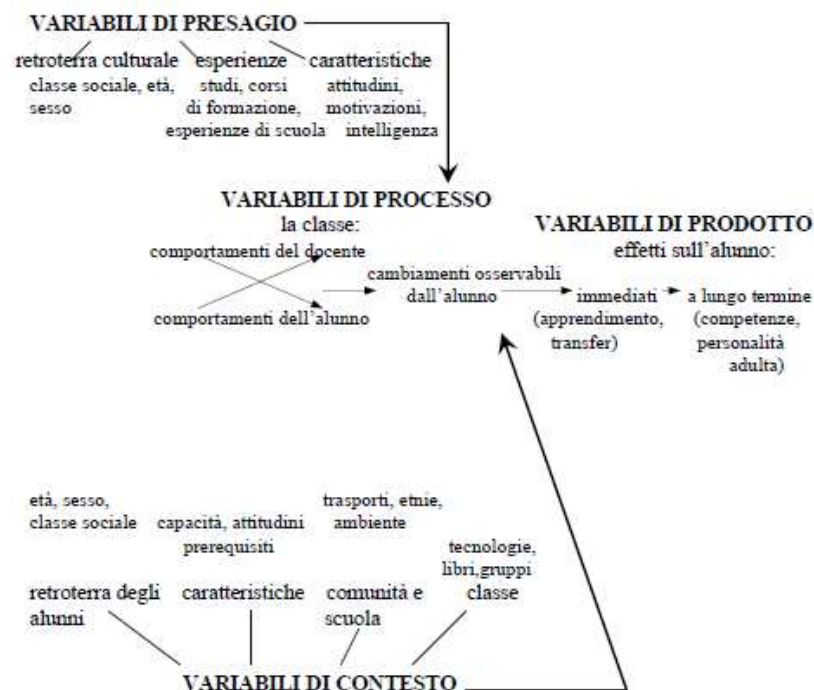 VARIABILI DI PRESAGIO
retroterra culturale esperienze caratteristiche
classe sociale, età, studi, corsi attitudini,
sesso di formazione, motivazioni,
esperienze di scuola intelligenza
VARIABILI DI PROCESSO
la classe:
VARIABILI DI PRODOTTO
effetti sull'alunno:
comportamenti del docente
cambiamenti osservabili
dall'alunno
comportamenti dell'alunno
immediati
(apprendimento,
transfer)
a lungo termine
(competenze,
personalità
adulta)
età, sesso,
classe sociale
capacità, attitudini
prerequisiti
trasporti, etnie,
ambiente
tecnologie,
libri,gruppi
classe
retroterra degli
alunni
caratteristiche
comunità e
scuola
VARIABILI DI CONTESTO